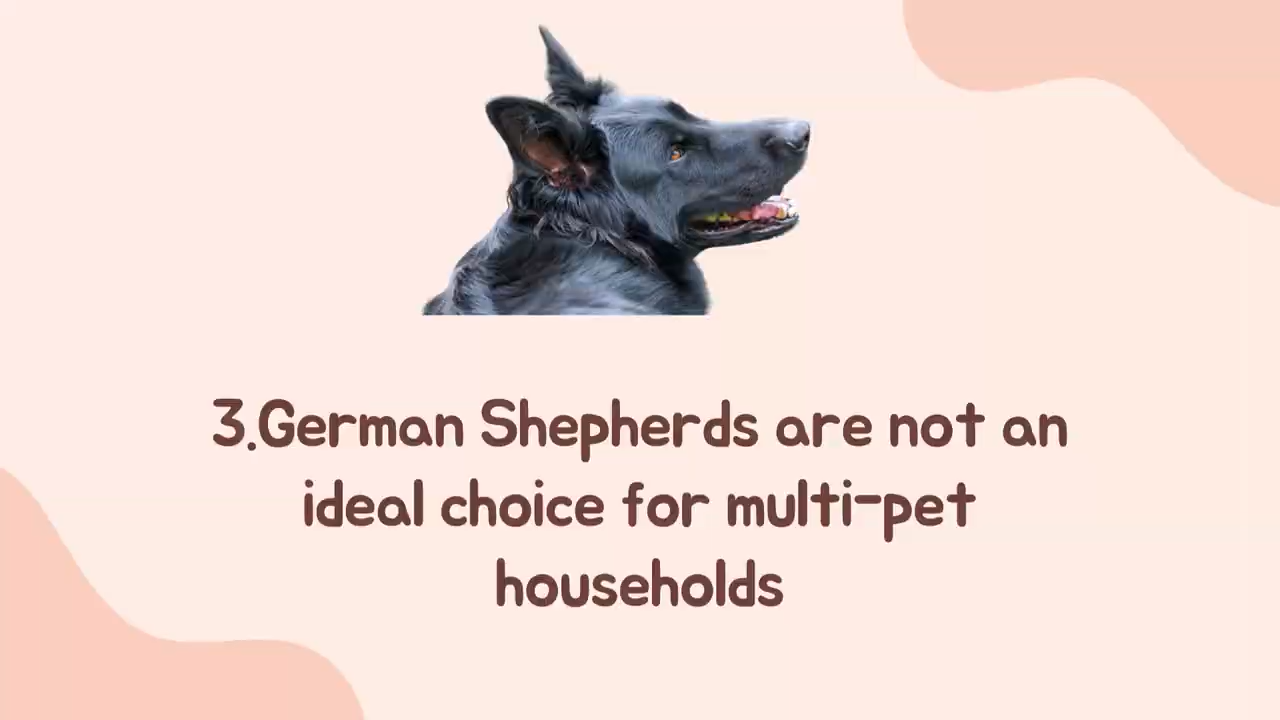 3.German Shepherds are not an
ideal choice for multi-pet
households